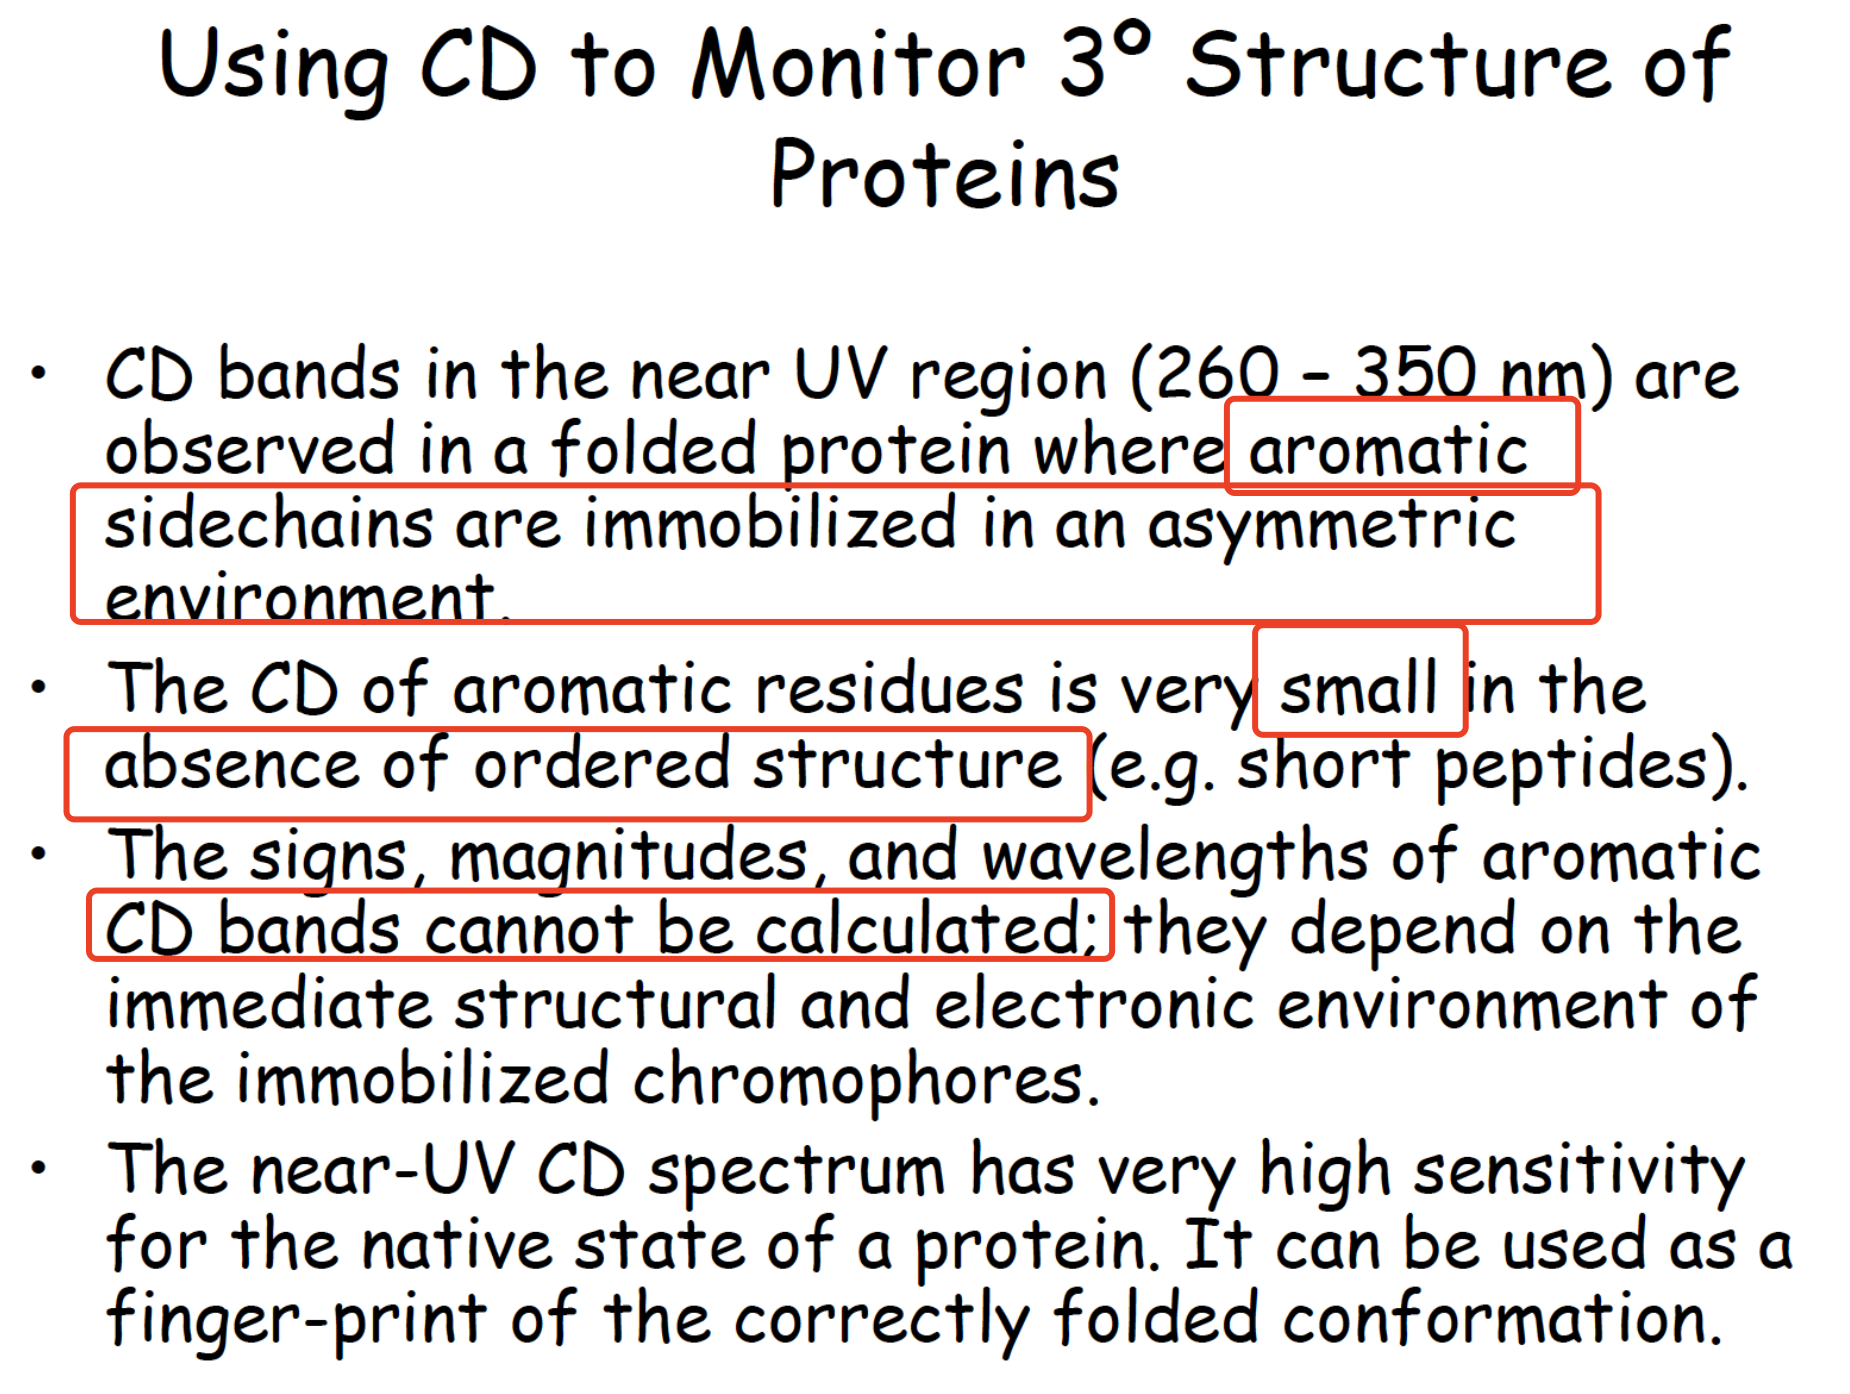 Using CD to Monitor 3º Structure of
Proteins
• CD bands in the near UV region (260 – 350 nm) are
observed in a folded protein where aromatic
sidechains are immobilized in an asymmetric
environment.
• The CD of aromatic residues is very small in the
absence of ordered structure (e.g. short peptides).
• The signs, magnitudes, and wavelengths of aromatic
CD bands cannot be calculated; they depend on the
immediate structural and electronic environment of
the immobilized chromophores.
• The near-UV CD spectrum has very high sensitivity
for the native state of a protein. It can be used as a
finger-print of the correctly folded conformation.